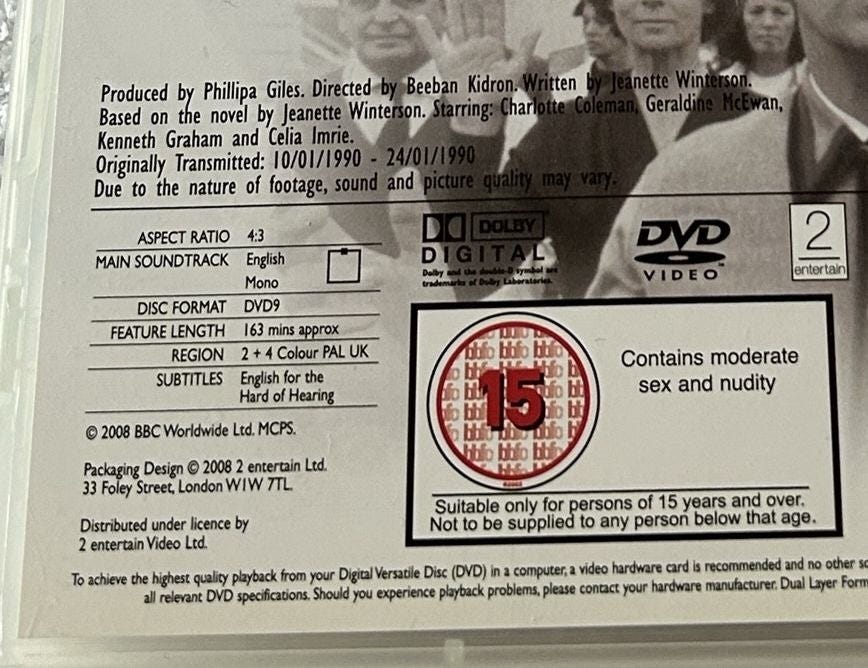 Produced by Phillipa Giles. Directed by Beeban Kidron. Written by Jeanette Winterson.
Based on the novel by Jeanette Winterson. Starring: Charlotte Coleman, Geraldine McEwan,
Kenneth Graham and Celia Imrie.
Originally Transmitted: 10/01/1990 - 24/01/1990
Due to the nature of footage, sound and picture quality may vary.
ASPECT RATIO 4:3
MAIN SOUNDTRACK English
Mono
DISC FORMAT DVD9
FEATURE LENGTH 163 mins approx
REGION 2 + 4 Colour PAL UK
SUBTITLES English for the
Hard of Hearing
© 2008 BBC Worldwide Ltd. MCPS.
Packaging Design © 2008 2 entertain Ltd.
33 Foley Street, London W1W 7TL.
Distributed under licence by
2 entertain Video Ltd.
DOLBY
DIGITAL
Dolby and the double-D symbol are
trademarks of Dolby Laboratories.
DVD
VIDEO™
2
entertain
bbfc bbfc bbfc
15
Contains moderate
sex and nudity
Suitable only for persons of 15 years and over.
Not to be supplied to any person below that age.
To achieve the highest quality playback from your Digital Versatile Disc (DVD) in a computer, a video hardware card is recommended and no other
all relevant DVD specifications. Should you experience playback problems, please contact your hardware manufacturer. Dual Layer